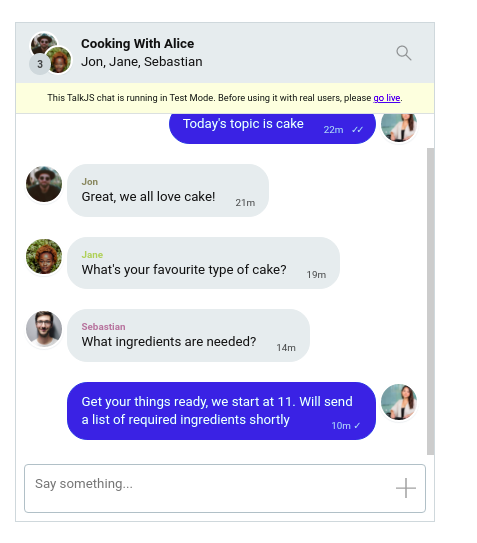 Cooking With Alice
Jon, Jane, Sebastian
3
This TalkJS chat is running in Test Mode. Before using it with real users, please go live.
Today's topic is cake
22m ✓✓
Jon
Great, we all love cake!
21m
Jane
What's your favourite type of cake?
19m
Sebastian
What ingredients are needed?
14m
Get your things ready, we start at 11. Will send
a list of required ingredients shortly
10m ✓
Say something...